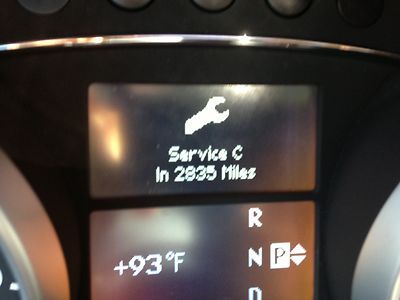 Service C
in 2835 Miles
R
+93°F
N P
D